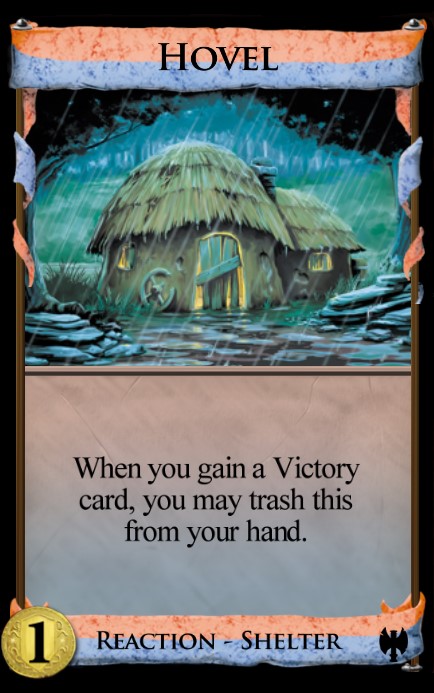 Hovel
When you gain a Victory
card, you may trash this
from your hand.
1
Reaction - Shelter